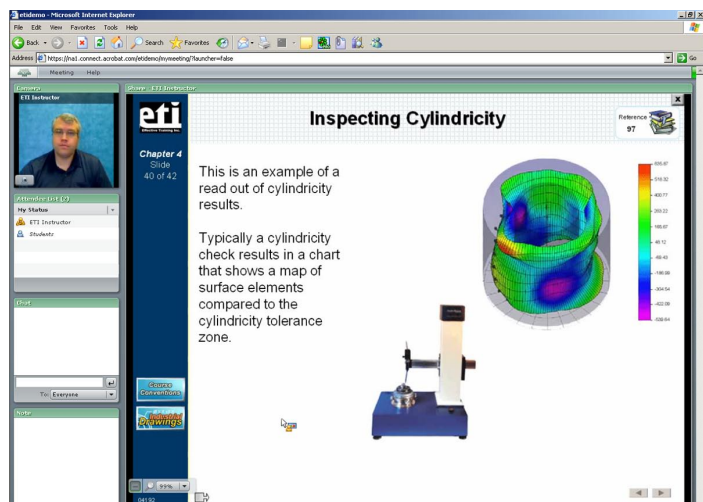 etidemo - Microsoft Internet Explorer
File Edit View Favorites Tools Help
Back Search Favorites
Address https://na1.connect.acrobat.com/etidemo/mymeeting/?launcher=false Go
Meeting Help
Camera
ETI Instructor
Attendee List (2)
My Status
ETI Instructor
Students
Chat
To: Everyone
Note
Share - ETI Instructor
eti
Effective Training Inc.
Chapter 4
Slide
40 of 42
Course
Conventions
Industrial
Drawings
99%
Inspecting Cylindricity
Reference
97
This is an example of a
read out of cylindricity
results.
Typically a cylindricity
check results in a chart
that shows a map of
surface elements
compared to the
cylindricity tolerance
zone.